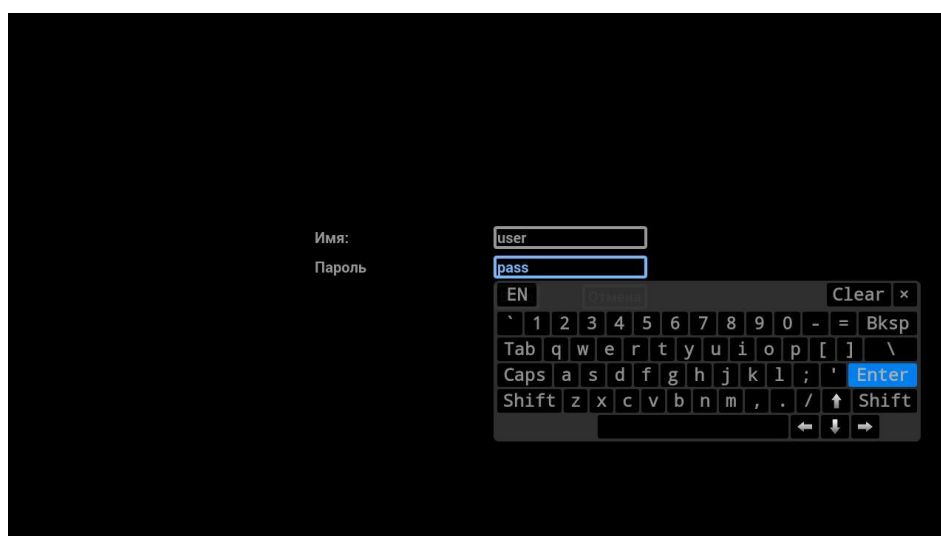 Имя: user
Пароль pass
EN Отмена Clear ×
` 1 2 3 4 5 6 7 8 9 0 - = Bksp
Tab q w e r t y u i o p [ ] \
Caps a s d f g h j k l ; ' Enter
Shift z x c v b n m , . / ↑ Shift
← ↓ →